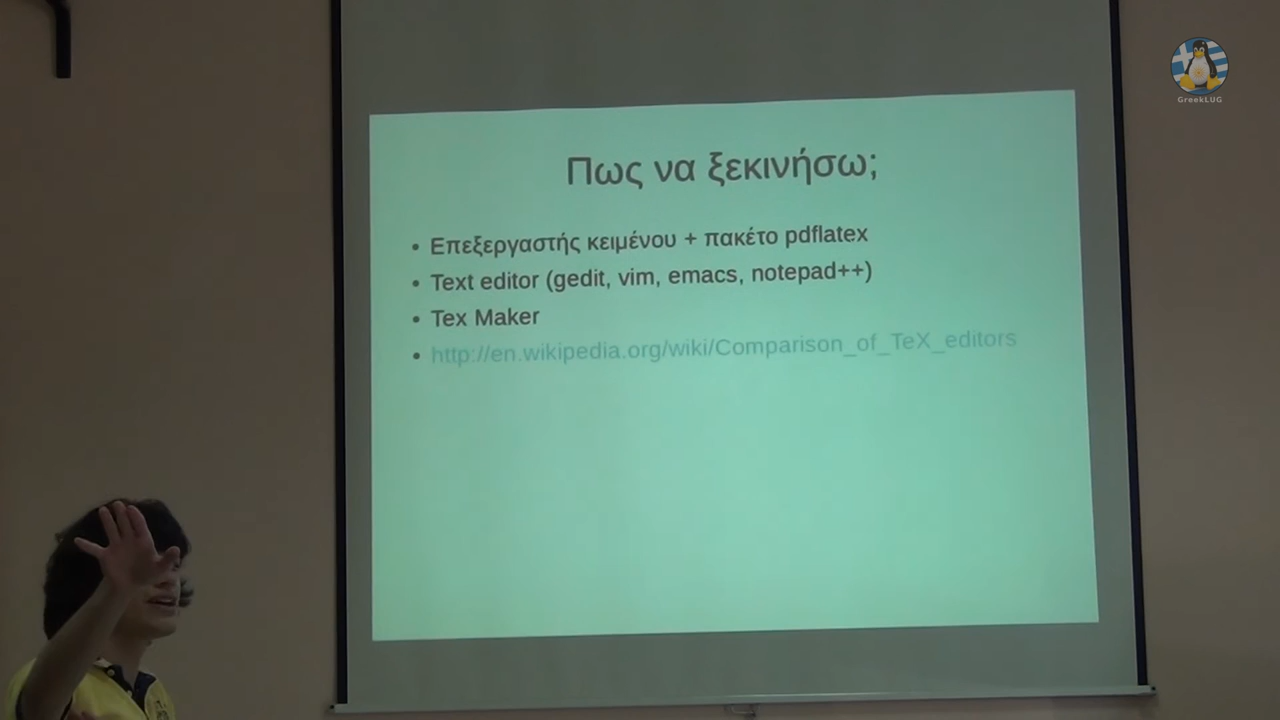 GreekLUG
Πως να ξεκινήσω;
• Επεξεργαστής κειμένου + πακέτο pdflatex
• Text editor (gedit, vim, emacs, notepad++)
• Tex Maker
• http://en.wikipedia.org/wiki/Comparison_of_TeX_editors